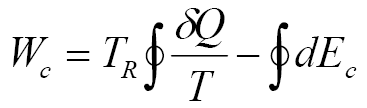 W_c = T_R ∮ δQ/T − ∮ dE_c